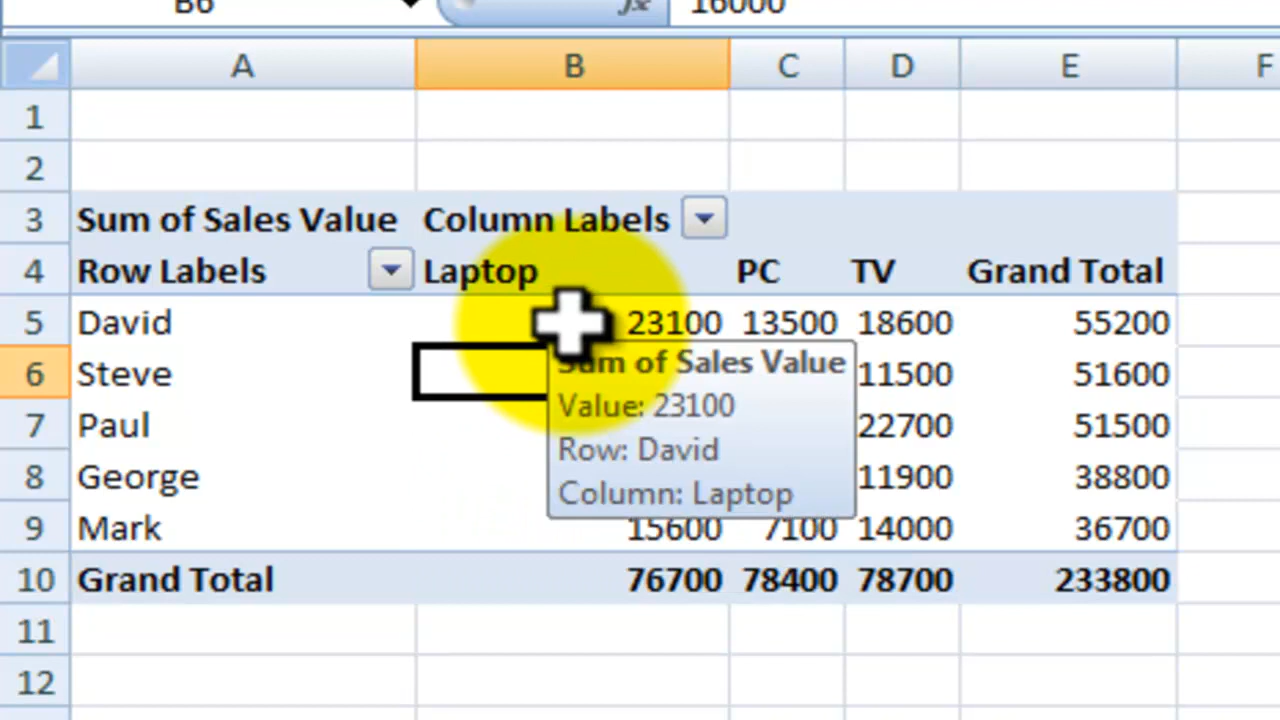 B6 fx 16000
A B C D E F
1
2
3 Sum of Sales Value Column Labels
4 Row Labels Laptop PC TV Grand Total
5 David 23100 13500 18600 55200
6 Steve 11500 51600
7 Paul 22700 51500
8 George 11900 38800
9 Mark 15600 7100 14000 36700
10 Grand Total 76700 78400 78700 233800
11
12
Sum of Sales Value
Value: 23100
Row: David
Column: Laptop